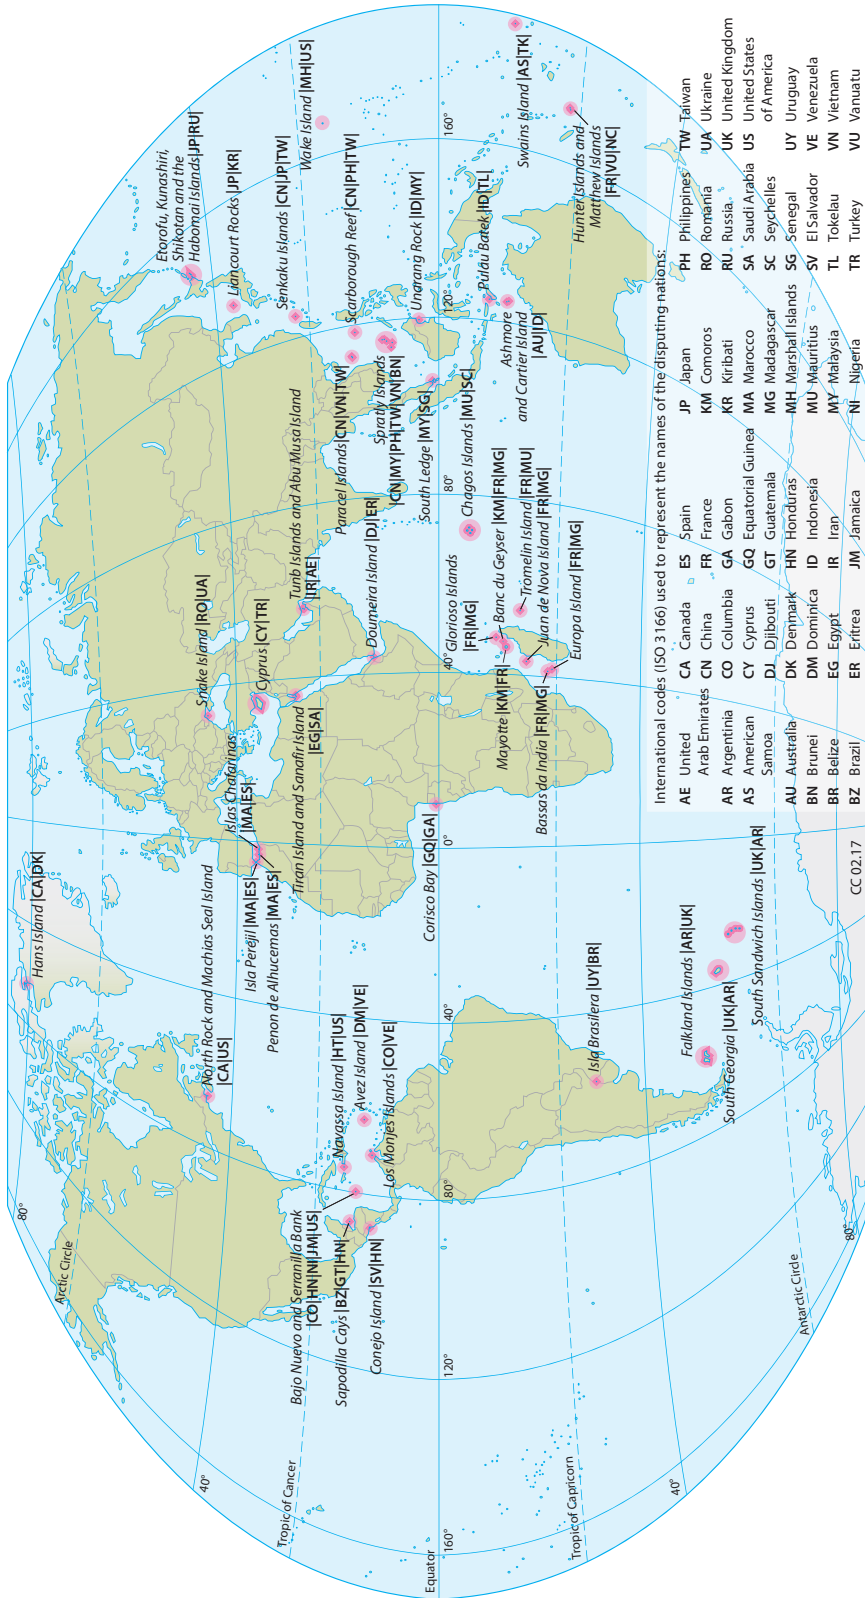 80°
Arctic Circle
40°
Tropic of Cancer
Equator
160°
120°
80°
40°
0°
40°
80°
120°
160°
Tropic of Capricorn
40°
Antarctic Circle
80°
Hans Island |CA|DK|
North Rock and Machias Seal Island
|CA|US|
Isla Pereji |MA|ES|
Penon de Alhucemas |MA|ES|
Islas Chafarinas
|MA|ES|
Snake Island |RO|UA|
Cyprus |CY|TR|
Tiran Island and Sanafir Island
|EG|SA|
Tunb Islands and Abu Musa Island
|IR|AE|
Doumeira Island |DJ|ER|
Etorofu, Kunashiri,
Shikotan and the
Habomai Islands|JP|RU|
Liancourt Rocks |JP|KR|
Senkaku Islands |CN|JP|TW|
Wake Island |MH|US|
Scarborough Reef |CN|PH|TW|
Paracel Islands|CN|VN|TW|
Spratly Islands
|CN|MY|PH|TW|VN|BN|
Unarang Rock |ID|MY|
South Ledge |MY|SG|
Pulau Batek |ID|TL|
Ashmore
and Cartier Island
|AU|ID|
Swains Island |AS|TK|
Hunter Islands and
Matthew Islands
|FR|VU|NC|
Chagos Islands |MU|SC|
Glorioso Islands
|FR|MG|
Banc du Geyser |KM|FR|MG|
Tromelin Island |FR|MU|
Juan de Nova Island |FR|MG|
Europa Island |FR|MG|
Mayotte |KM|FR|
Bassas da India |FR|MG|
Corisco Bay |GQ|GA|
Bajo Nuevo and Serranilla Bank
|CO|HN|NI|JM|US|
Sapodilla Cays |BZ|GT|HN|
Conejo Island |SV|HN|
Navassa Island |HT|US|
Avez Island |DM|VE|
Los Monjes Islands |CO|VE|
Isla Brasilera |UY|BR|
Falkland Islands |AR|UK|
South Georgia |UK|AR|
South Sandwich Islands |UK|AR|
International codes (ISO 3166) used to represent the names of the disputing nations:
AE United
Arab Emirates
AR Argentinia
AS American
Samoa
AU Australia
BN Brunei
BR Belize
BZ Brazil
CA Canada
CN China
CO Columbia
CY Cyprus
DJ Djibouti
DK Denmark
DM Dominica
EG Egypt
ER Eritrea
ES Spain
FR France
GA Gabon
GQ Equatorial Guinea
GT Guatemala
HN Honduras
ID Indonesia
IR Iran
JM Jamaica
JP Japan
KM Comoros
KR Kiribati
MA Marocco
MG Madagascar
MH Marshall Islands
MU Mauritius
MY Malaysia
NI Nigeria
PH Philippines
RO Romania
RU Russia
SA Saudi Arabia
SC Seychelles
SG Senegal
SV El Salvador
TL Tokelau
TR Turkey
TW Taiwan
UA Ukraine
UK United Kingdom
US United States
of America
UY Uruguay
VE Venezuela
VN Vietnam
VU Vanuatu
CC 02.17